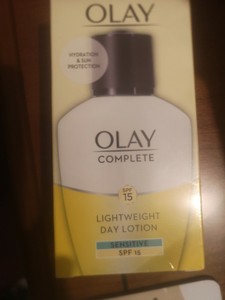 OLAY
HYDRATION
& SUN
PROTECTION
OLAY
COMPLETE
SPF
15
LIGHTWEIGHT
DAY LOTION
SENSITIVE
SPF 15